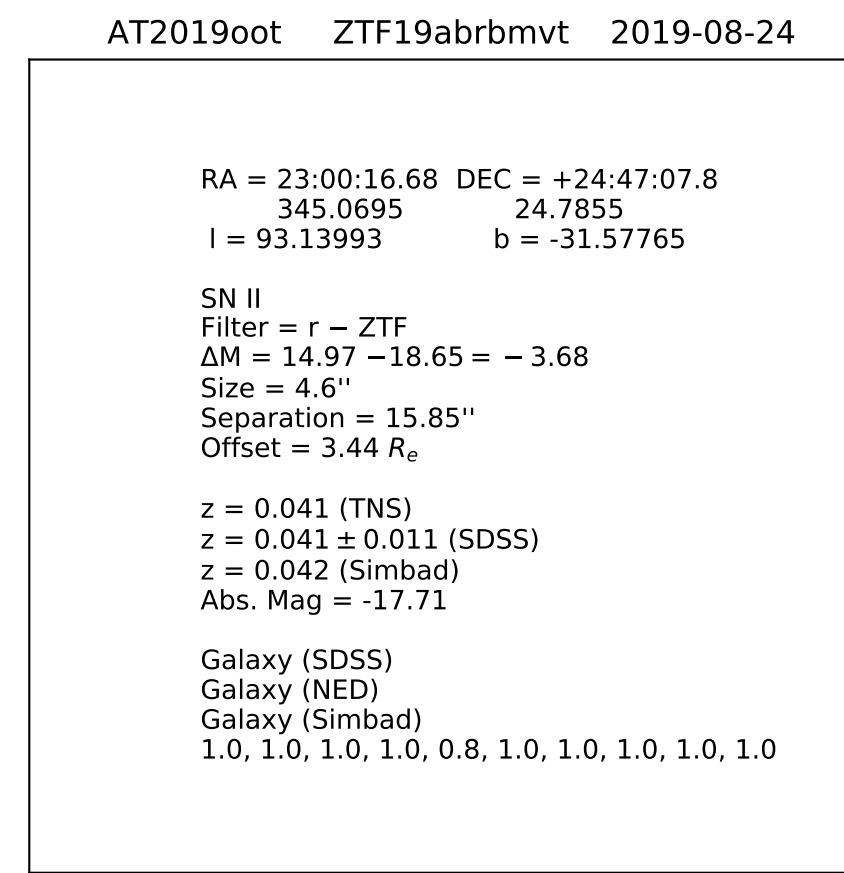 AT2019oot ZTF19abrbmvt 2019-08-24
RA = 23:00:16.68 DEC = +24:47:07.8
345.0695 24.7855
l = 93.13993 b = -31.57765
SN II
Filter = r − ZTF
ΔM = 14.97 −18.65 = − 3.68
Size = 4.6''
Separation = 15.85''
Offset = 3.44 Rₑ
z = 0.041 (TNS)
z = 0.041 ± 0.011 (SDSS)
z = 0.042 (Simbad)
Abs. Mag = -17.71
Galaxy (SDSS)
Galaxy (NED)
Galaxy (Simbad)
1.0, 1.0, 1.0, 1.0, 0.8, 1.0, 1.0, 1.0, 1.0, 1.0